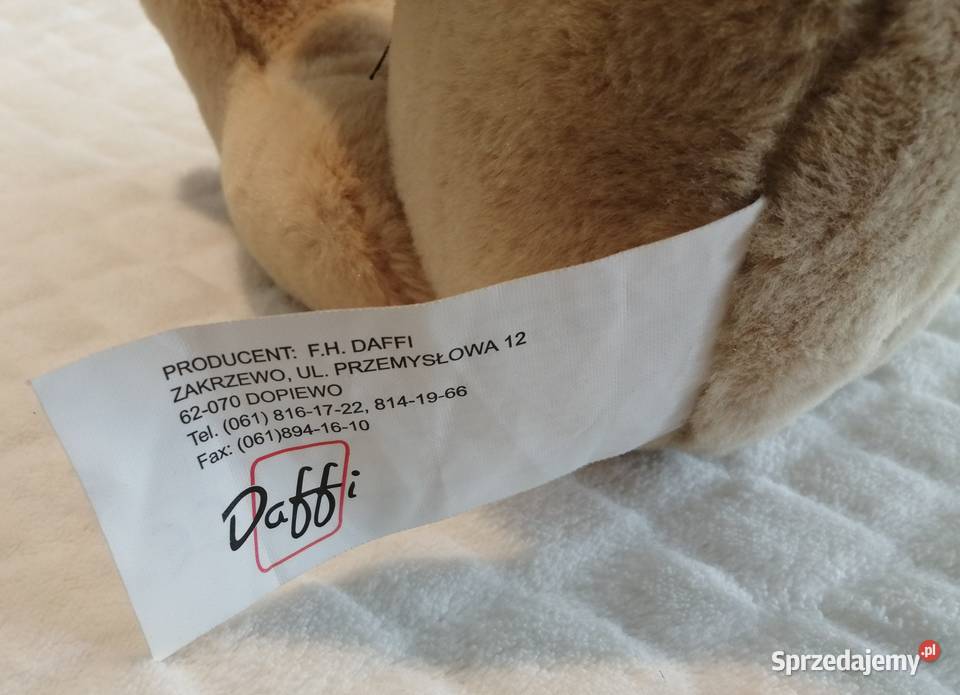 PRODUCENT: F.H. DAFFI
ZAKRZEWO, UL. PRZEMYSŁOWA 12
62-070 DOPIEWO
Tel. (061) 816-17-22, 814-19-66
Fax: (061)894-16-10
Daffi
Sprzedajemy.pl